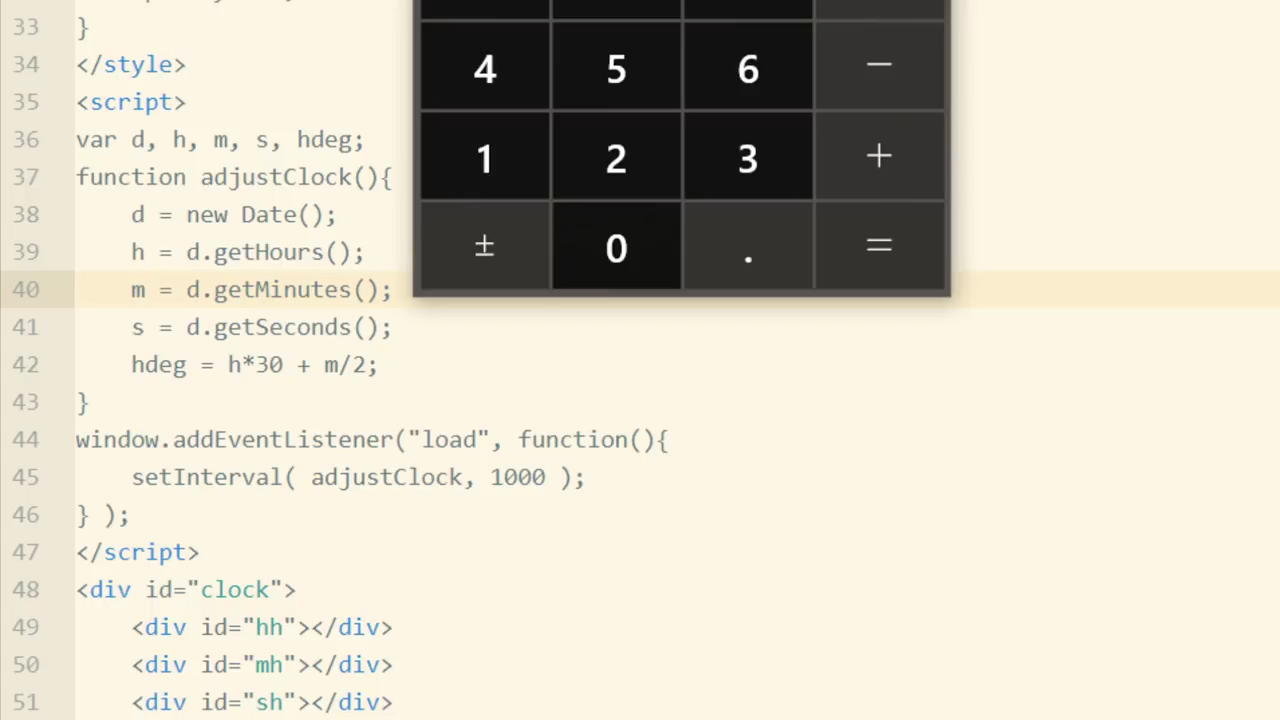 33 }
34 </style>
35 <script>
36 var d, h, m, s, hdeg;
37 function adjustClock(){
38 d = new Date();
39 h = d.getHours();
40 m = d.getMinutes();
41 s = d.getSeconds();
42 hdeg = h*30 + m/2;
43 }
44 window.addEventListener("load", function(){
45 setInterval( adjustClock, 1000 );
46 } );
47 </script>
48 <div id="clock">
49 <div id="hh"></div>
50 <div id="mh"></div>
51 <div id="sh"></div>
4 5 6 −
1 2 3 +
± 0 . =